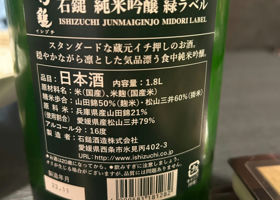 石鎚 純米吟醸 緑ラベル
ISHIZUCHI JUNMAIGINJO MIDORI LABEL
スタンダードな蔵元イチ押しのお酒。
穏やかながら凛とした気品漂う食中純米吟醸。
品目:日本酒 1.8L
原材料:米(国産米)、米麹(国産米)
精米歩合:山田錦50%(麹米)・松山三井60%(掛米)
原料米:兵庫県産山田錦21%
愛媛県産松山三井79%
アルコール分:16度
製造者:石鎚酒造株式会社
愛媛県西条市氷見丙402-3
URL:http://www.ishizuchi.co.jp